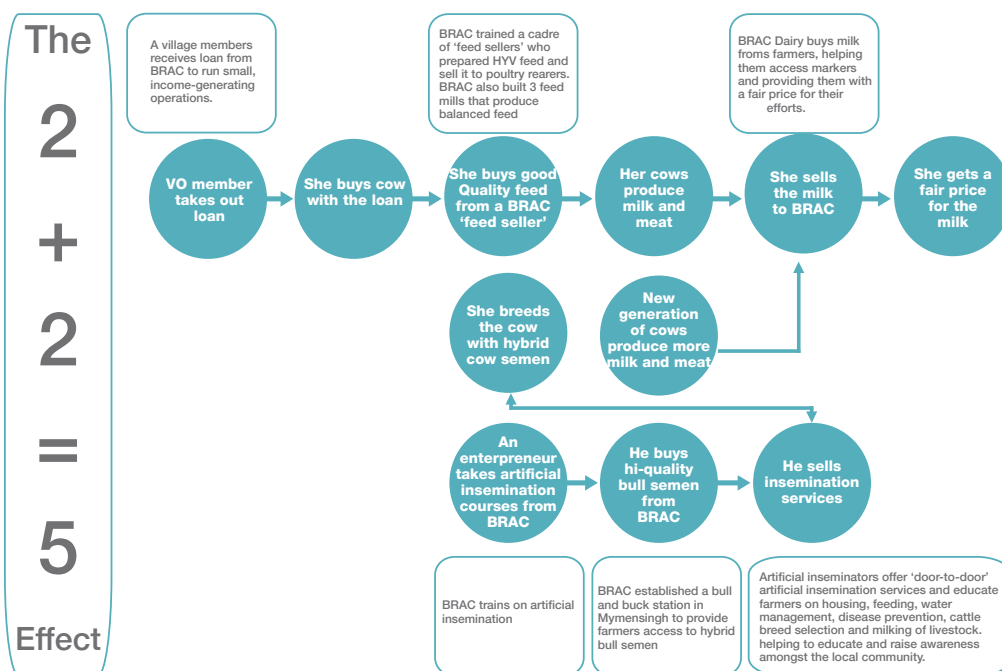 The
2
+
2
=
5
Effect
A village members
receives loan from
BRAC to run small,
income-generating
operations.
BRAC trained a cadre
of ‘feed sellers’ who
prepared HYV feed and
sell it to poultry rearers.
BRAC also built 3 feed
mills that produce
balanced feed
BRAC Dairy buys milk
froms farmers, helping
them access markers
and providing them with
a fair price for their
efforts.
VO member
takes out
loan
She buys cow
with the loan
She buys good
Quality feed
from a BRAC
‘feed seller’
Her cows
produce
milk and
meat
She sells
the milk
to BRAC
She gets a
fair price
for the
milk
She breeds
the cow
with hybrid
cow semen
New
generation
of cows
produce more
milk and meat
An
enterpreneur
takes artificial
insemination
courses from
BRAC
He buys
hi-quality
bull semen
from
BRAC
He sells
insemination
services
BRAC trains on artificial
insemination
BRAC established a bull
and buck station in
Mymensingh to provide
farmers access to hybrid
bull semen
Artificial inseminators offer ‘door-to-door’
artificial insemination services and educate
farmers on housing, feeding, water
management, disease prevention, cattle
breed selection and milking of livestock.
helping to educate and raise awareness
amongst the local community.